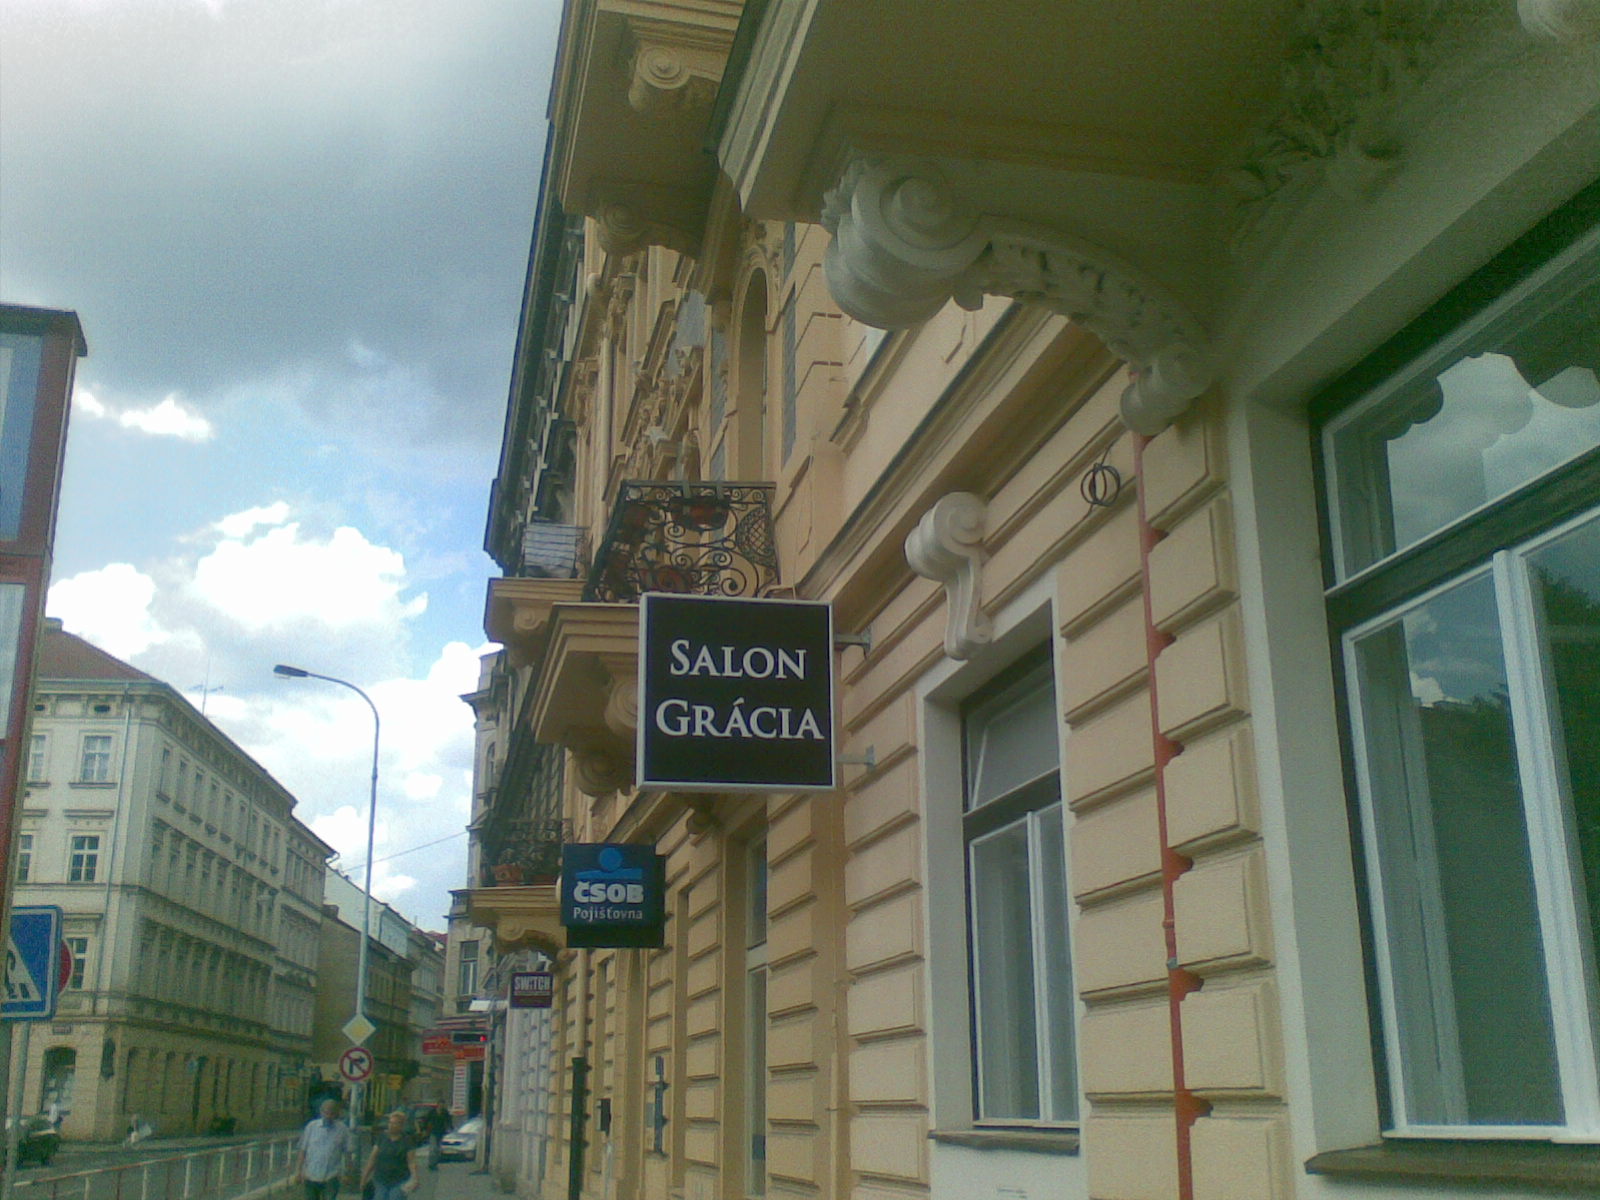 SALON
GRÁCIA
ČSOB
Pojišťovna
SWITCH